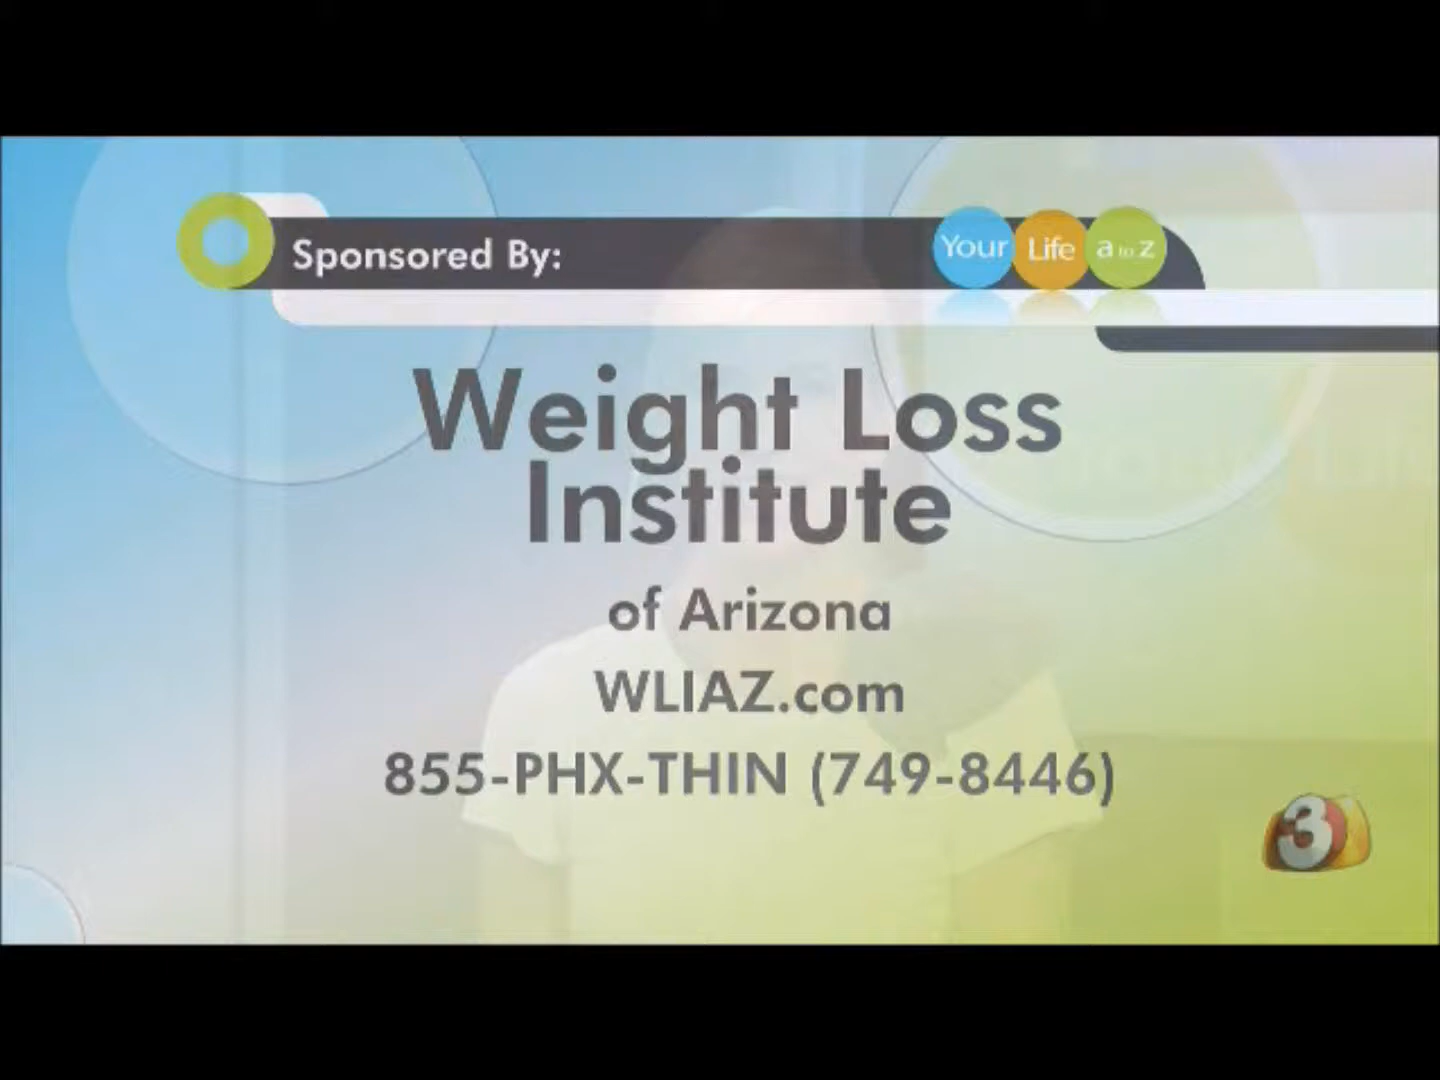 Sponsored By:
Your Life a to z
Weight Loss
Institute
of Arizona
WLIAZ.com
855-PHX-THIN (749-8446)
3